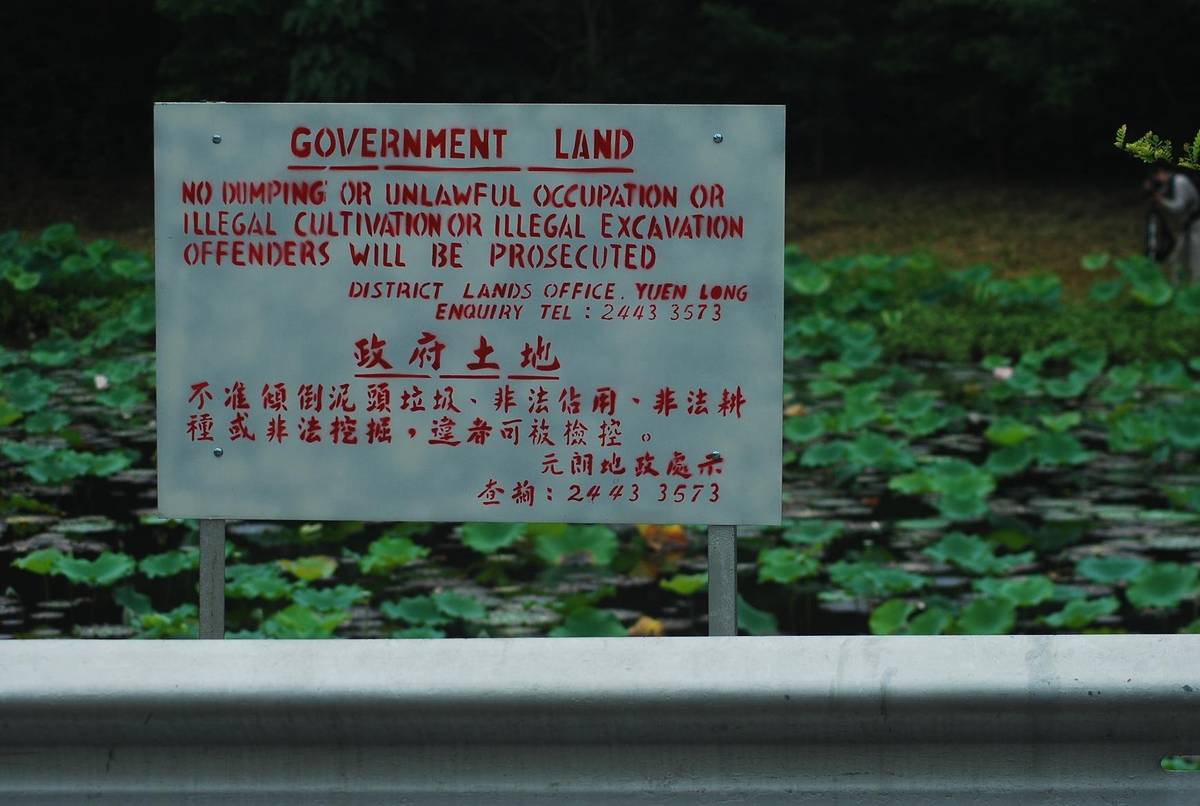 GOVERNMENT LAND
NO DUMPING OR UNLAWFUL OCCUPATION OR
ILLEGAL CULTIVATION OR ILLEGAL EXCAVATION
OFFENDERS WILL BE PROSECUTED
DISTRICT LANDS OFFICE. YUEN LONG
ENQUIRY TEL : 2443 3573
政府土地
不准傾倒泥頭垃圾、非法佔用、非法耕
種或非法挖掘，違者可被檢控。
元朗地政處示
查詢：2443 3573